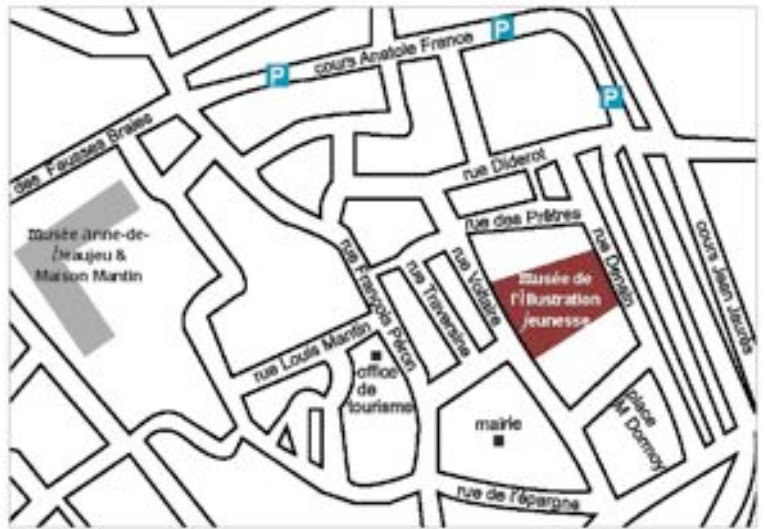 P
cours Anatole France
P
P
des Fausses Braies
rue Diderot
Musée Anne-de-
Beaujeu &
Maison Mantin
rue des Prêtres
rue François Péron
rue Traversine
rue Voltaire
rue Denain
cours Jean Jaurès
Musée de
l'Illustration
Jeunesse
rue Louis Mantin
office
de
tourisme
mairie
place
M Dormoy
rue de l'épargne